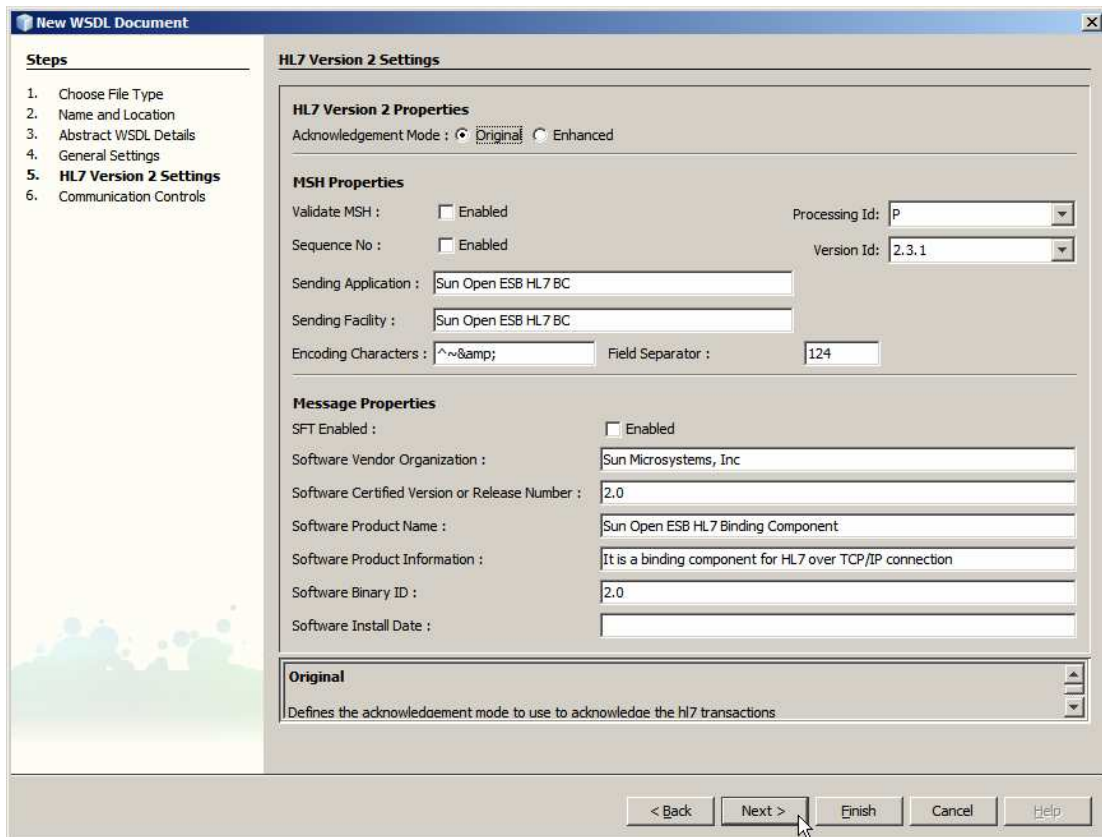 New WSDL Document
Steps
1. Choose File Type
2. Name and Location
3. Abstract WSDL Details
4. General Settings
5. HL7 Version 2 Settings
6. Communication Controls
HL7 Version 2 Settings
HL7 Version 2 Properties
Acknowledgement Mode : Original Enhanced
MSH Properties
Validate MSH : Enabled Processing Id: P
Sequence No : Enabled Version Id: 2.3.1
Sending Application : Sun Open ESB HL7 BC
Sending Facility : Sun Open ESB HL7 BC
Encoding Characters : ^~&amp; Field Separator : 124
Message Properties
SFT Enabled : Enabled
Software Vendor Organization : Sun Microsystems, Inc
Software Certified Version or Release Number : 2.0
Software Product Name : Sun Open ESB HL7 Binding Component
Software Product Information : It is a binding component for HL7 over TCP/IP connection
Software Binary ID : 2.0
Software Install Date :
Original
Defines the acknowledgement mode to use to acknowledge the hl7 transactions
< Back Next > Finish Cancel Help